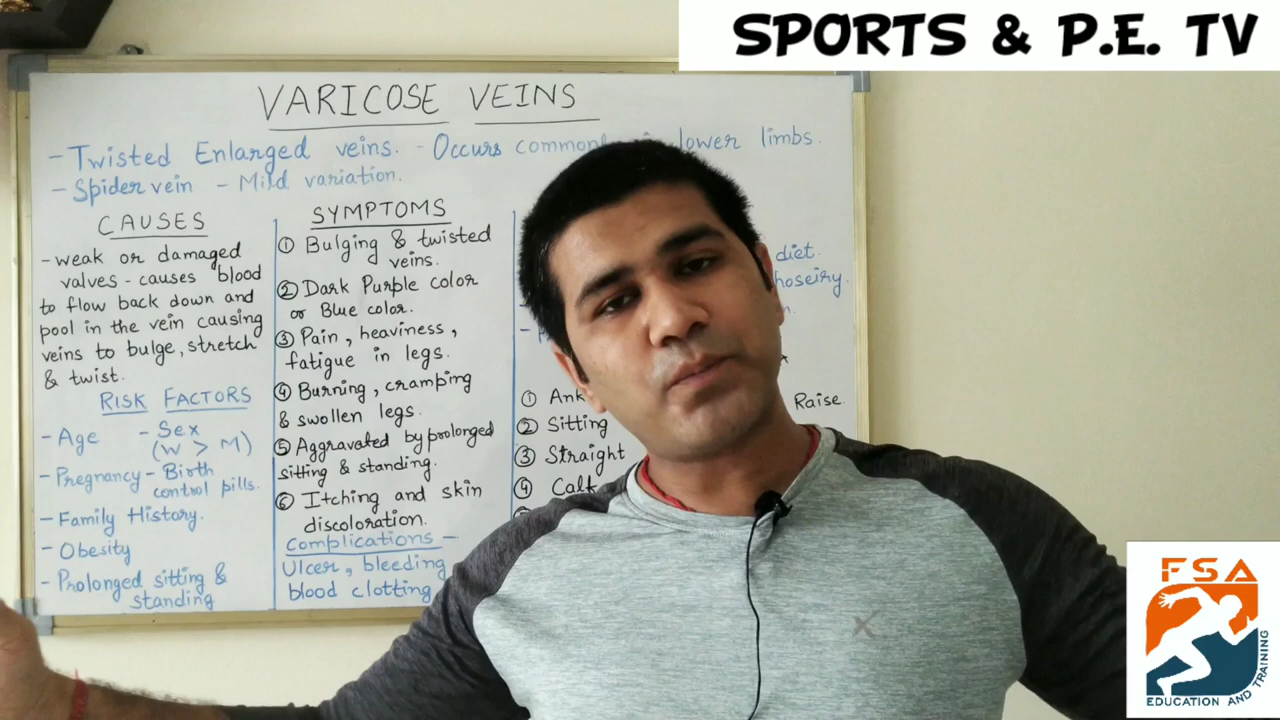 SPORTS & P.E. TV
VARICOSE VEINS
- Twisted Enlarged veins. - Occurs commonly lower limbs.
- Spider vein - Mild variation.
CAUSES
- weak or damaged
valves - causes blood
to flow back down and
pool in the vein causing
veins to bulge, stretch
& twist.
RISK FACTORS
- Age - Sex
(W > M)
- Pregnancy - Birth
control pills.
- Family History.
- Obesity
- Prolonged sitting &
standing
SYMPTOMS
① Bulging & twisted
veins.
② Dark Purple color
or Blue color.
③ Pain, heaviness,
fatigue in legs.
④ Burning, cramping
& swollen legs.
⑤ Aggravated by prolonged
sitting & standing.
⑥ Itching and skin
discoloration.
Complications -
Ulcer, bleeding
blood clotting
diet.
hoseiry.
① Ank Raise.
② Sitting
③ Straight
④ Calf
X
FSA
EDUCATION AND TRAINING